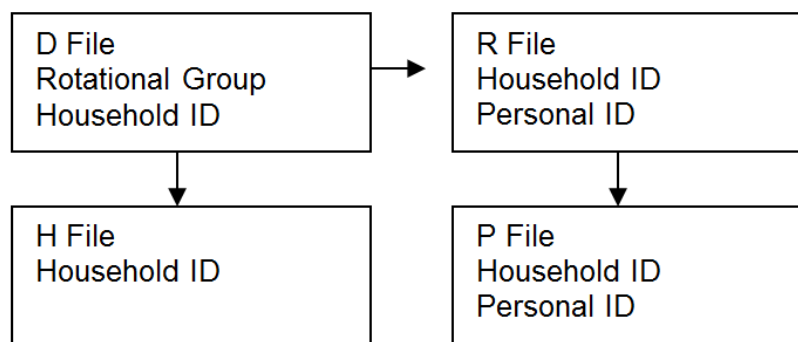 D File
Rotational Group
Household ID
R File
Household ID
Personal ID
H File
Household ID
P File
Household ID
Personal ID